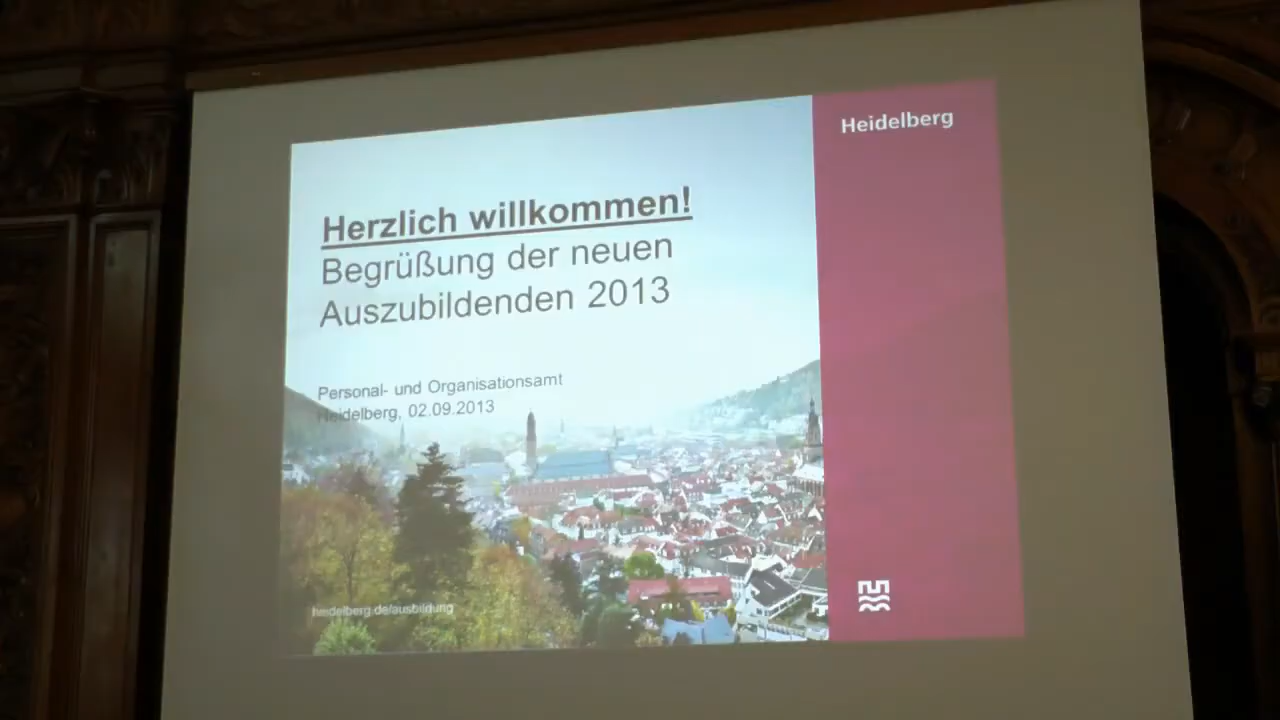 Heidelberg
Herzlich willkommen!
Begrüßung der neuen
Auszubildenden 2013
Personal- und Organisationsamt
Heidelberg, 02.09.2013
heidelberg.de/ausbildung